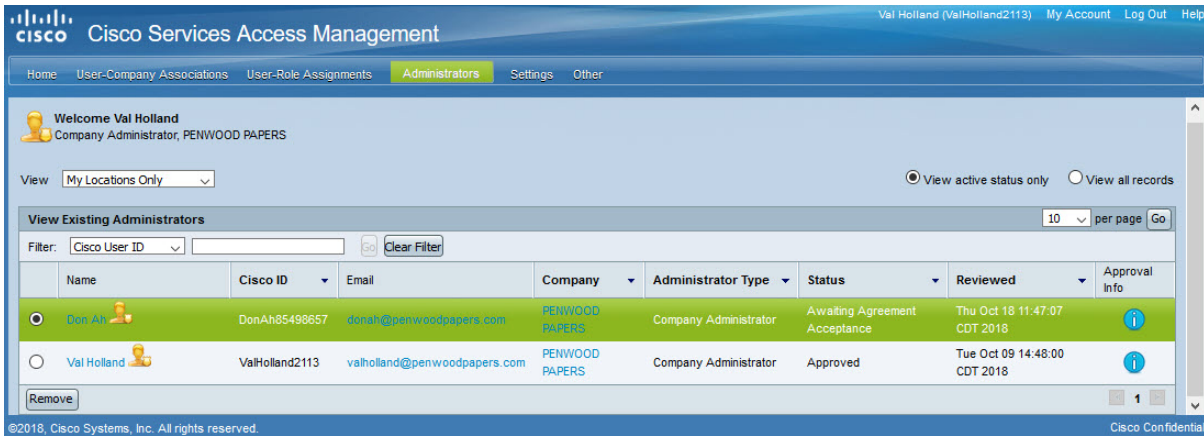 Val Holland (ValHolland2113) My Account Log Out Help
CISCO Cisco Services Access Management
Home User-Company Associations User-Role Assignments Administrators Settings Other
Welcome Val Holland
Company Administrator, PENWOOD PAPERS
View My Locations Only View active status only View all records
View Existing Administrators 10 per page Go
Filter: Cisco User ID Go Clear Filter
Name Cisco ID Email Company Administrator Type Status Reviewed Approval
Info
Don Ah DonAh85498657 donah@penwoodpapers.com PENWOOD Company Administrator Awaiting Agreement Thu Oct 18 11:47:07
PAPERS Acceptance CDT 2018
Val Holland ValHolland2113 valholland@penwoodpapers.com PENWOOD Company Administrator Approved Tue Oct 09 14:48:00
PAPERS CDT 2018
Remove 1
©2018, Cisco Systems, Inc. All rights reserved. Cisco Confidential